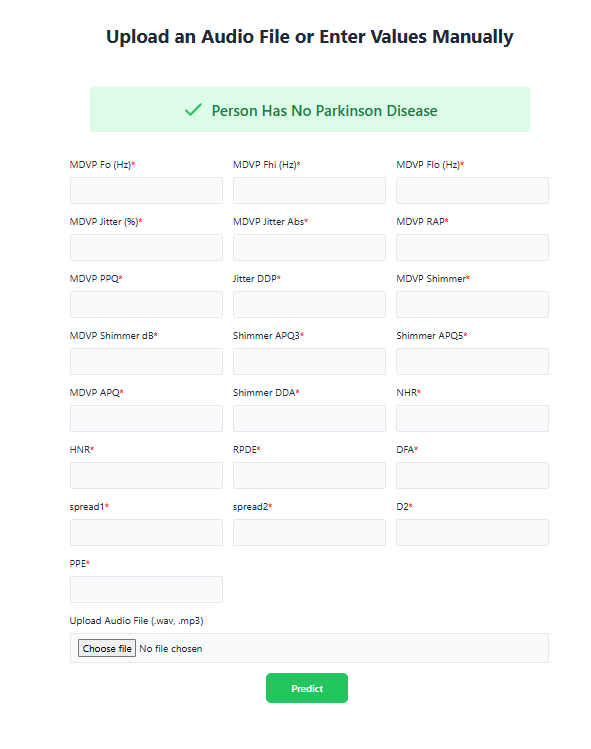 Upload an Audio File or Enter Values Manually
Person Has No Parkinson Disease
MDVP Fo (Hz)* MDVP Fhi (Hz)* MDVP Flo (Hz)*
MDVP Jitter (%)* MDVP Jitter Abs* MDVP RAP*
MDVP PPQ* Jitter DDP* MDVP Shimmer*
MDVP Shimmer dB* Shimmer APQ3* Shimmer APQ5*
MDVP APQ* Shimmer DDA* NHR*
HNR* RPDE* DFA*
spread1* spread2* D2*
PPE*
Upload Audio File (.wav, .mp3)
Choose file No file chosen
Predict